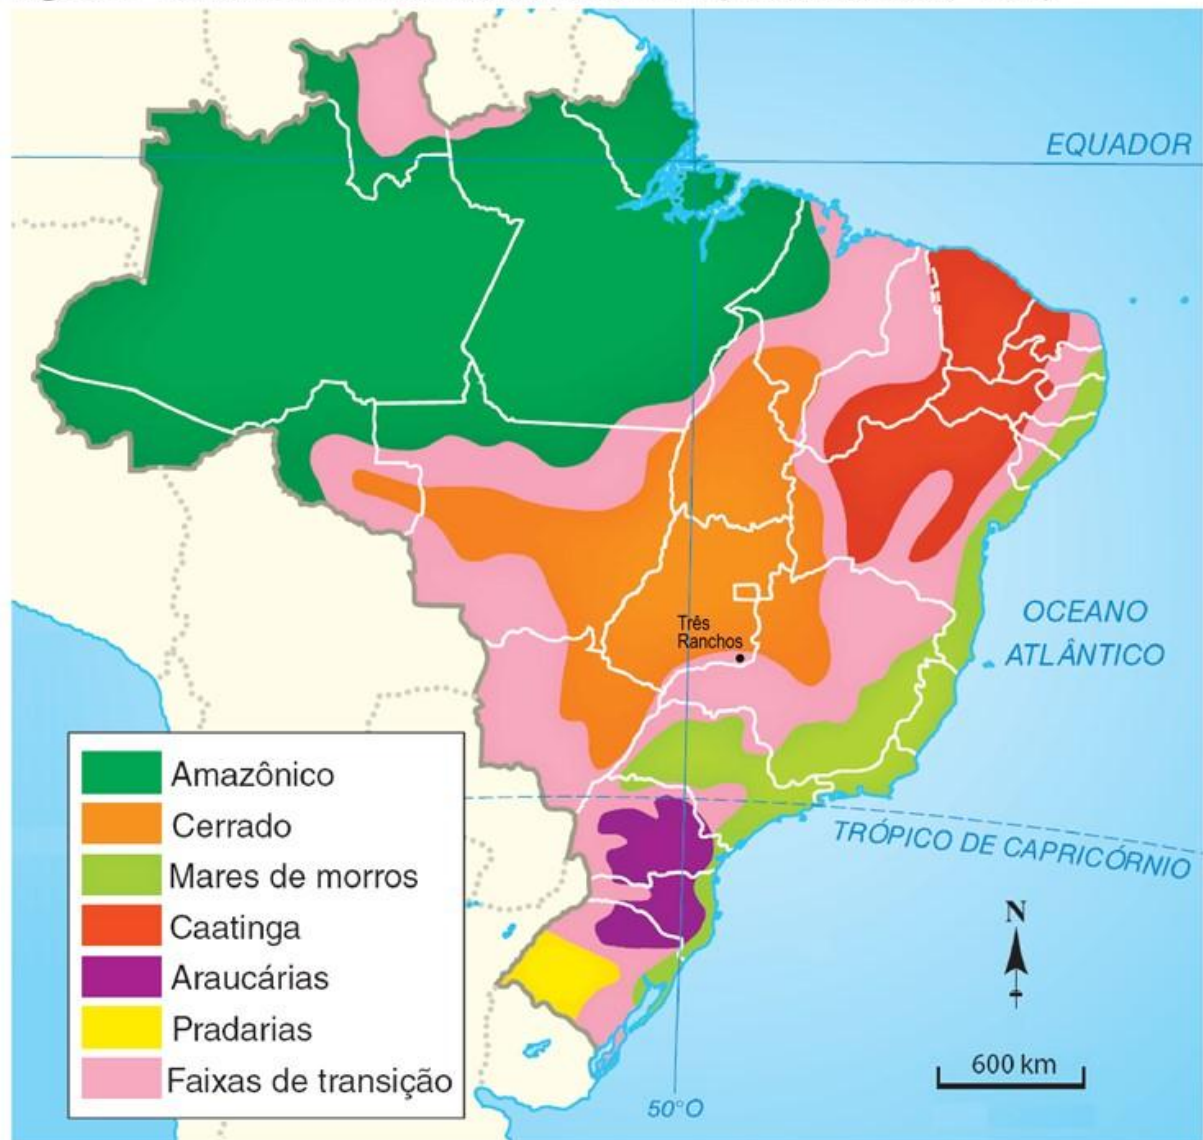 EQUADOR
Três
Ranchos
OCEANO
ATLÂNTICO
TRÓPICO DE CAPRICÓRNIO
Amazônico
Cerrado
Mares de morros
Caatinga
Araucárias
Pradarias
Faixas de transição
N
600 km
50°O